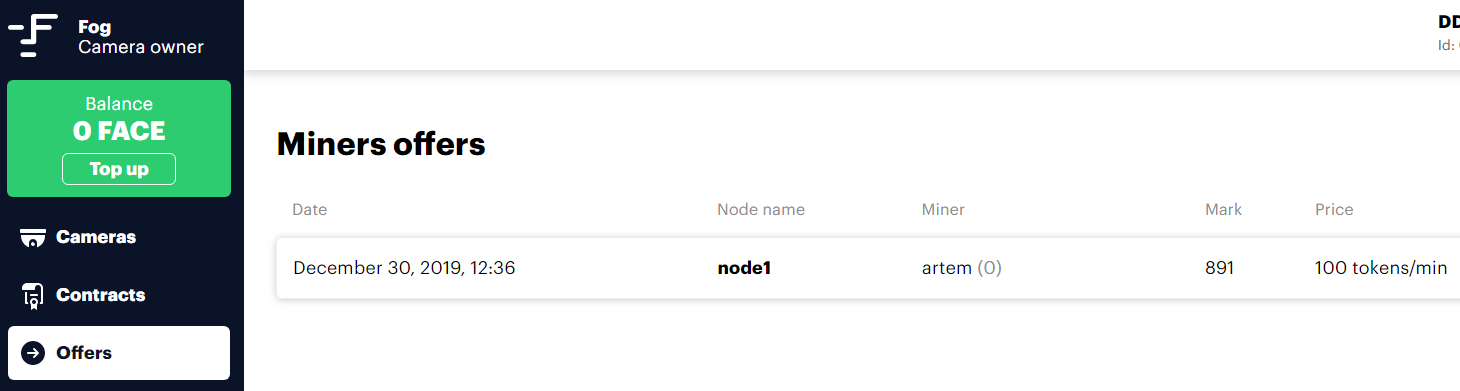 Fog
Camera owner
Balance
0 FACE
Top up
Cameras
Contracts
Offers
DD
Id:
Miners offers
Date Node name Miner Mark Price
December 30, 2019, 12:36 node1 artem (0) 891 100 tokens/min